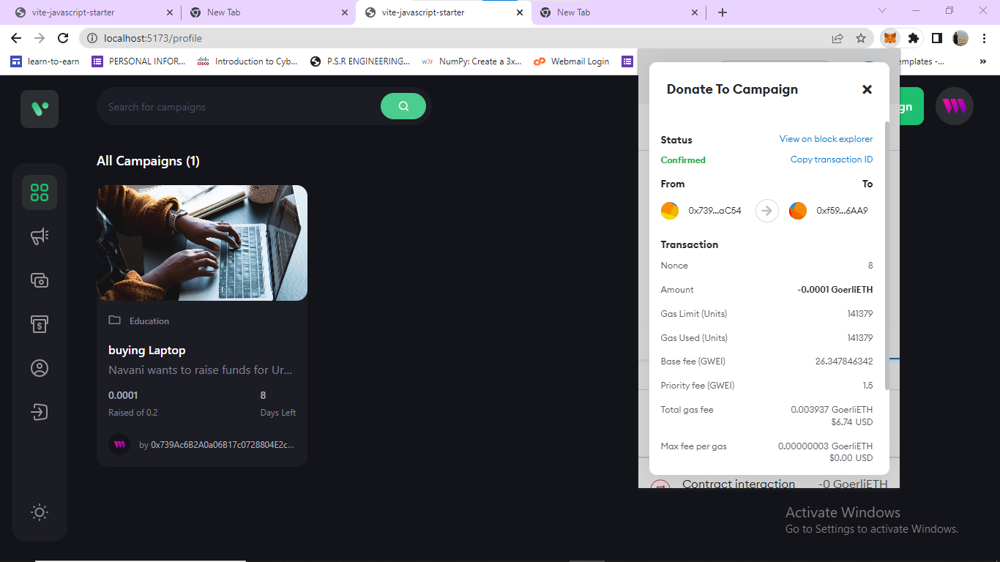 vite-javascript-starter
New Tab
vite-javascript-starter
New Tab
localhost:5173/profile
learn-to-earn
PERSONAL INFOR...
Introduction to Cyb...
P.S.R ENGINEERING...
w3r NumPy: Create a 3x...
Webmail Login
emplates -...
»
Search for campaigns
gn
All Campaigns (1)
Education
buying Laptop
Navani wants to raise funds for Ur...
0.0001 8
Raised of 0.2 Days Left
by 0x739Ac6B2A0a06B17c0728804E2c...
Donate To Campaign
Status View on block explorer
Confirmed Copy transaction ID
From To
0x739...aC54 0xf59...6AA9
Transaction
Nonce 8
Amount -0.0001 GoerliETH
Gas Limit (Units) 141379
Gas Used (Units) 141379
Base fee (GWEI) 26.347846342
Priority fee (GWEI) 1.5
Total gas fee 0.003937 GoerliETH
$6.74 USD
Max fee per gas 0.00000003 GoerliETH
$0.00 USD
Contract interaction -0 GoerliETH
Activate Windows
Go to Settings to activate Windows.